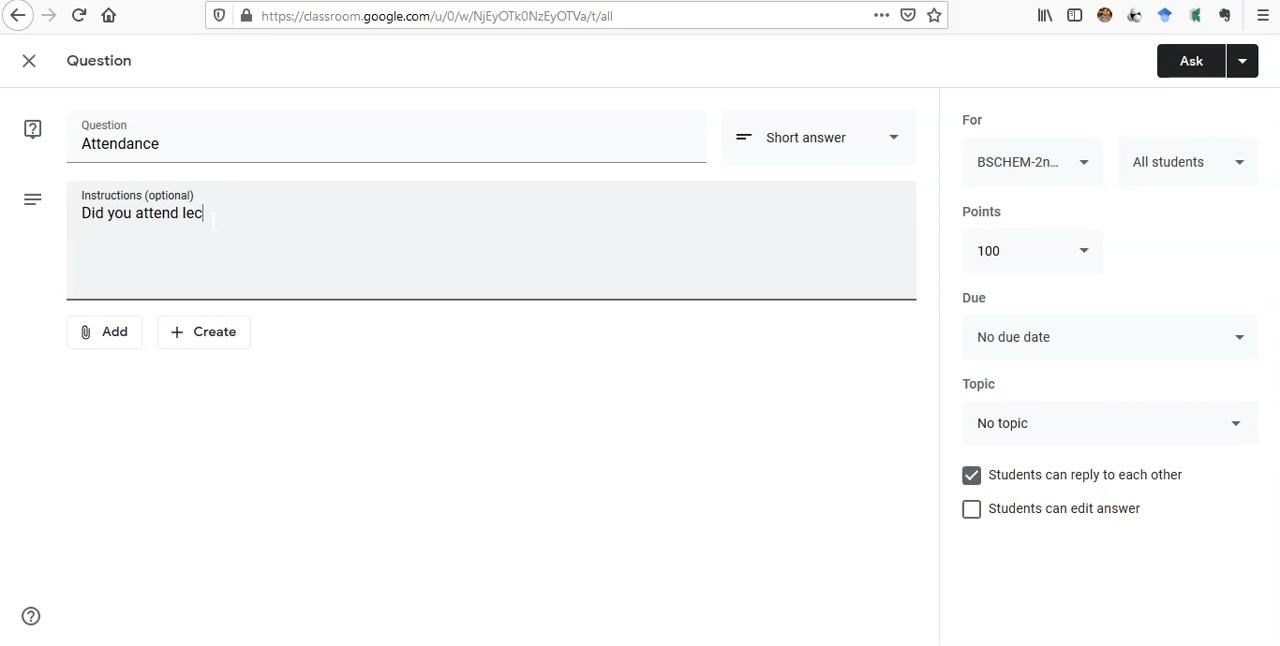 https://classroom.google.com/u/0/w/NjEyOTk0NzEyOTVa/t/all
Question
Ask
Question
Attendance
Short answer
Instructions (optional)
Did you attend lec
Add
Create
For
BSCHEM-2n...
All students
Points
100
Due
No due date
Topic
No topic
Students can reply to each other
Students can edit answer